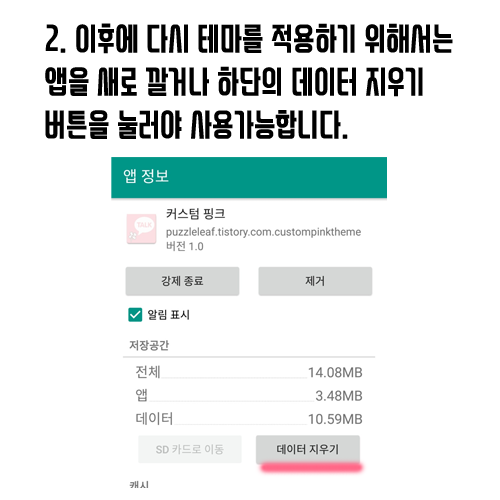 2. 이후에 다시 테마를 적용하기 위해서는
앱을 새로 깔거나 하단의 데이터 지우기
버튼을 눌러야 사용가능합니다.
앱 정보
TALK
커스텀 핑크
puzzleleaf.tistory.com.custompinktheme
버전 1.0
강제 종료 제거
알림 표시
저장공간
전체 14.08MB
앱 3.48MB
데이터 10.59MB
SD 카드로 이동 데이터 지우기
캐시